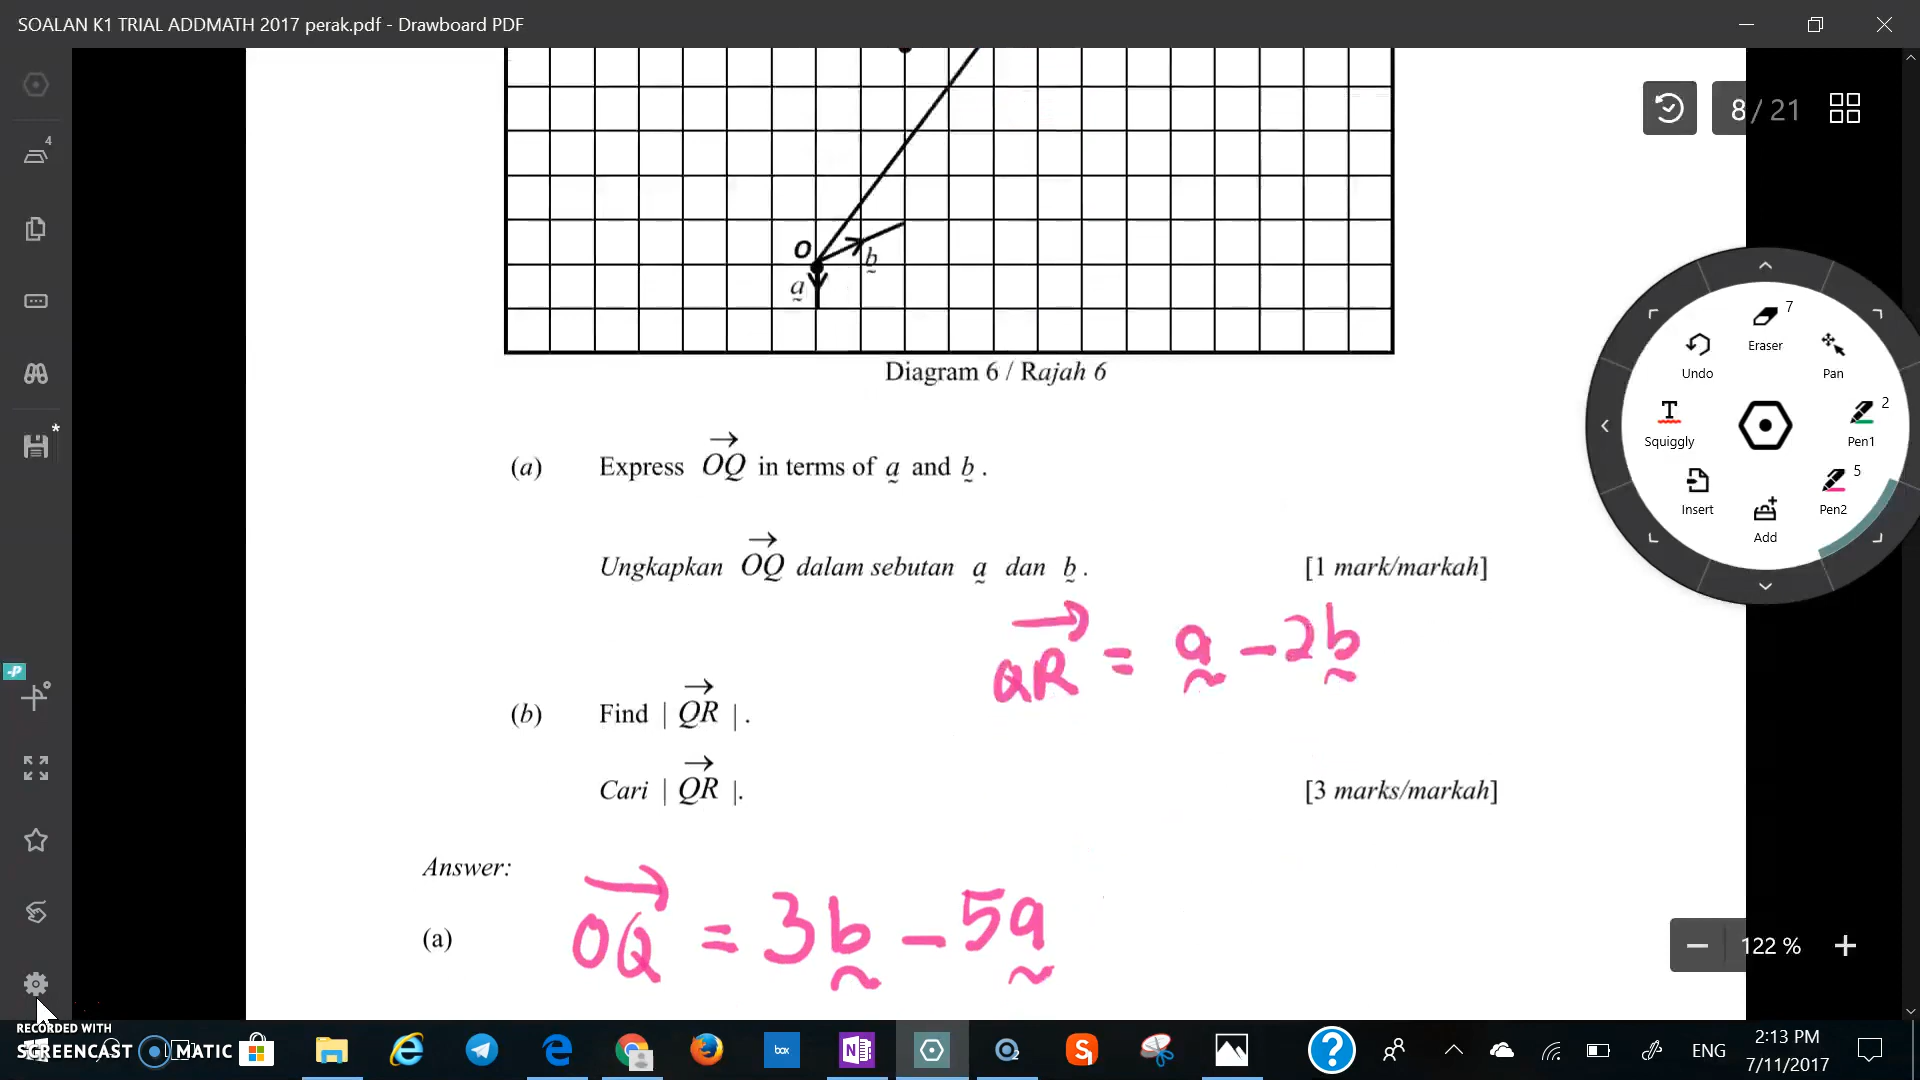 SOALAN K1 TRIAL ADDMATH 2017 perak.pdf - Drawboard PDF
8 / 21
4
O
b
a
Diagram 6 / Rajah 6
7
Eraser
Undo
Pan
2
Squiggly
Pen1
5
Insert
Pen2
Add
(a) Express OQ in terms of a and b .
Ungkapkan OQ dalam sebutan a dan b . [1 mark/markah]
QR = a - 2b
(b) Find | QR | .
Cari | QR |. [3 marks/markah]
Answer:
(a) OQ = 3b - 5a
122 %
RECORDED WITH
SCREENCAST MATIC
box
N
S
?
ENG
2:13 PM
7/11/2017